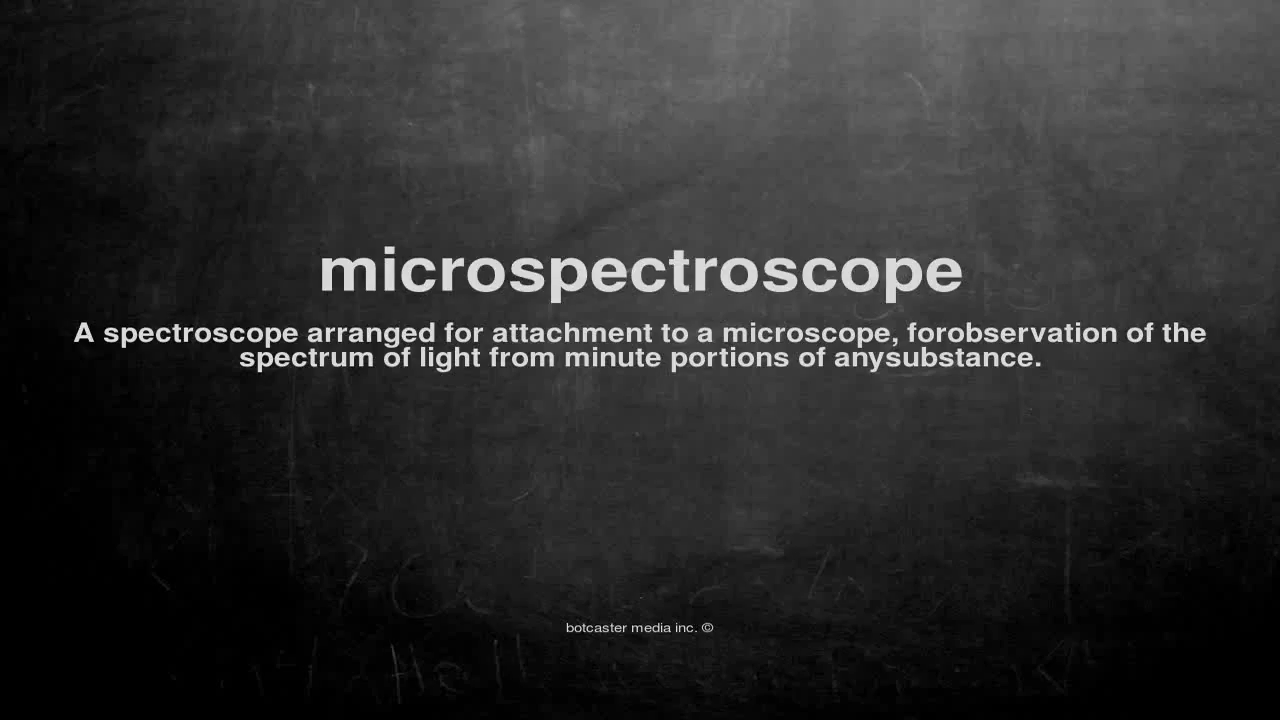 microspectroscope
A spectroscope arranged for attachment to a microscope, forobservation of the
spectrum of light from minute portions of anysubstance.
botcaster media inc. ©